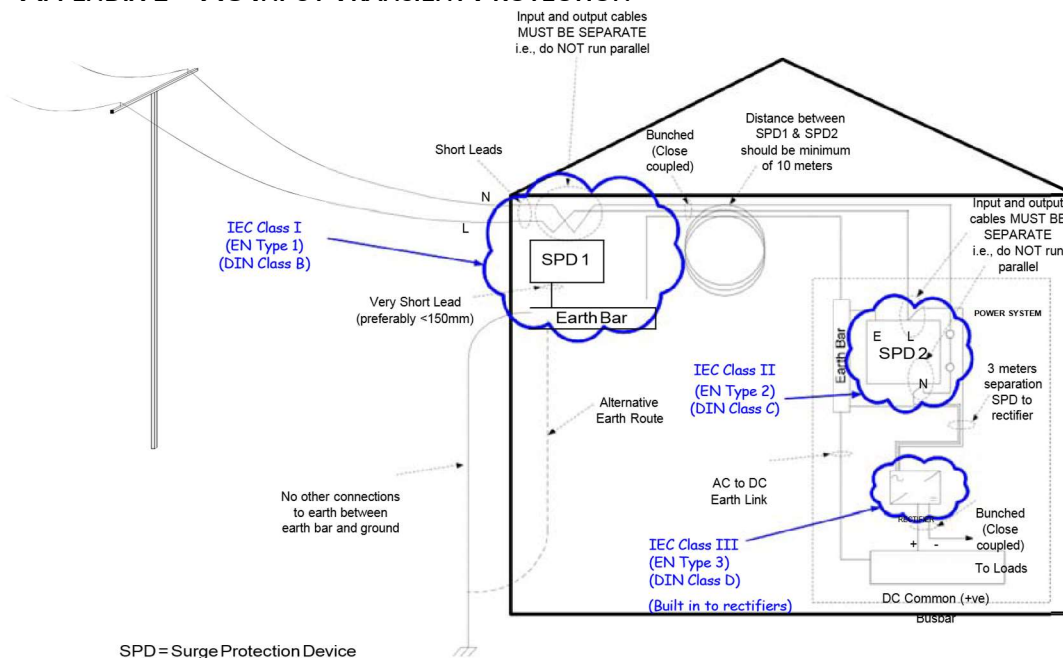 Input and output cables
MUST BE SEPARATE
i.e., do NOT run parallel
Short Leads
Bunched
(Close
coupled)
Distance between
SPD1 & SPD2
should be minimum
of 10 meters
N
L
IEC Class I
(EN Type 1)
(DIN Class B)
SPD 1
Very Short Lead
(preferably <150mm)
Earth Bar
Input and output
cables MUST BE
SEPARATE
i.e., do NOT run
parallel
POWER SYSTEM
Earth Bar
E L
SPD 2
N
IEC Class II
(EN Type 2)
(DIN Class C)
3 meters
separation
SPD to
rectifier
Alternative
Earth Route
AC to DC
Earth Link
No other connections
to earth between
earth bar and ground
RECTIFIER
Bunched
(Close
coupled)
+ -
To Loads
IEC Class III
(EN Type 3)
(DIN Class D)
(Built in to rectifiers)
DC Common (+ve)
Busbar
SPD = Surge Protection Device